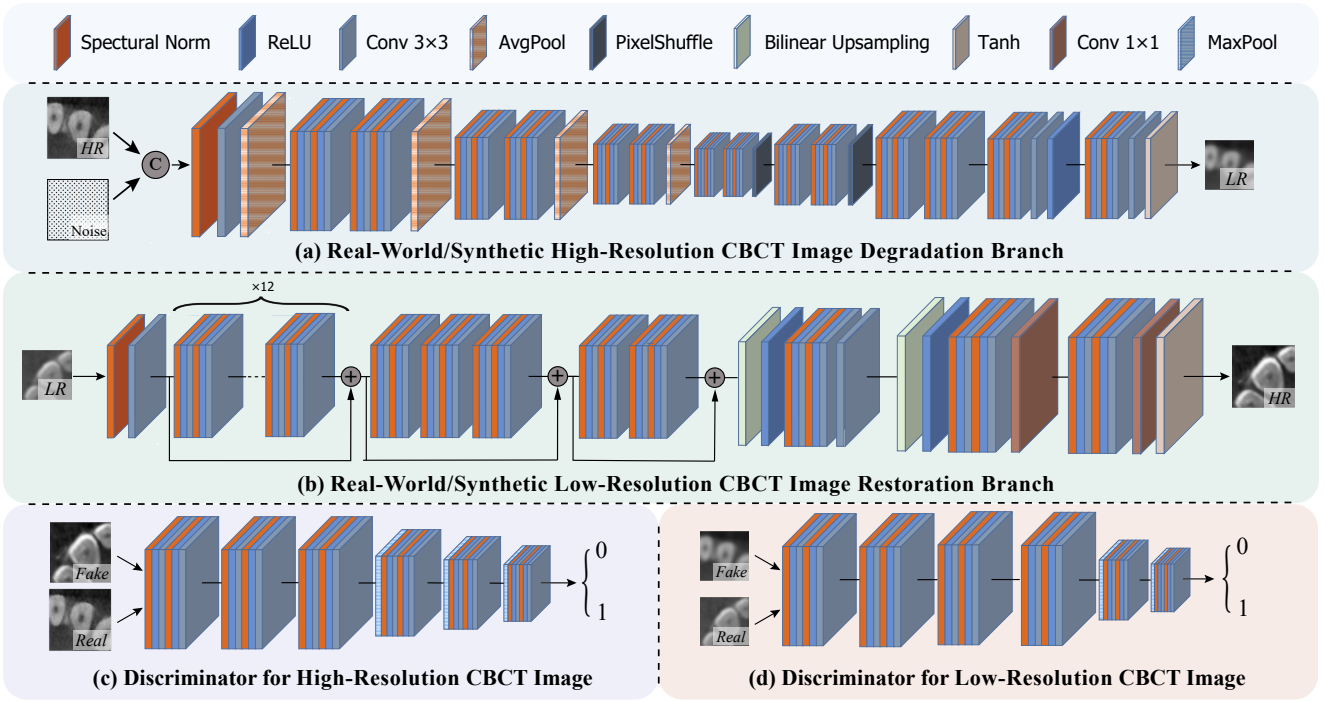 Spectural Norm ReLU Conv 3×3 AvgPool PixelShuffle Bilinear Upsampling Tanh Conv 1×1 MaxPool
HR
C
Noise
LR
(a) Real-World/Synthetic High-Resolution CBCT Image Degradation Branch
×12
LR
+
+
+
HR
(b) Real-World/Synthetic Low-Resolution CBCT Image Restoration Branch
Fake
Real
0
1
(c) Discriminator for High-Resolution CBCT Image
Fake
Real
0
1
(d) Discriminator for Low-Resolution CBCT Image